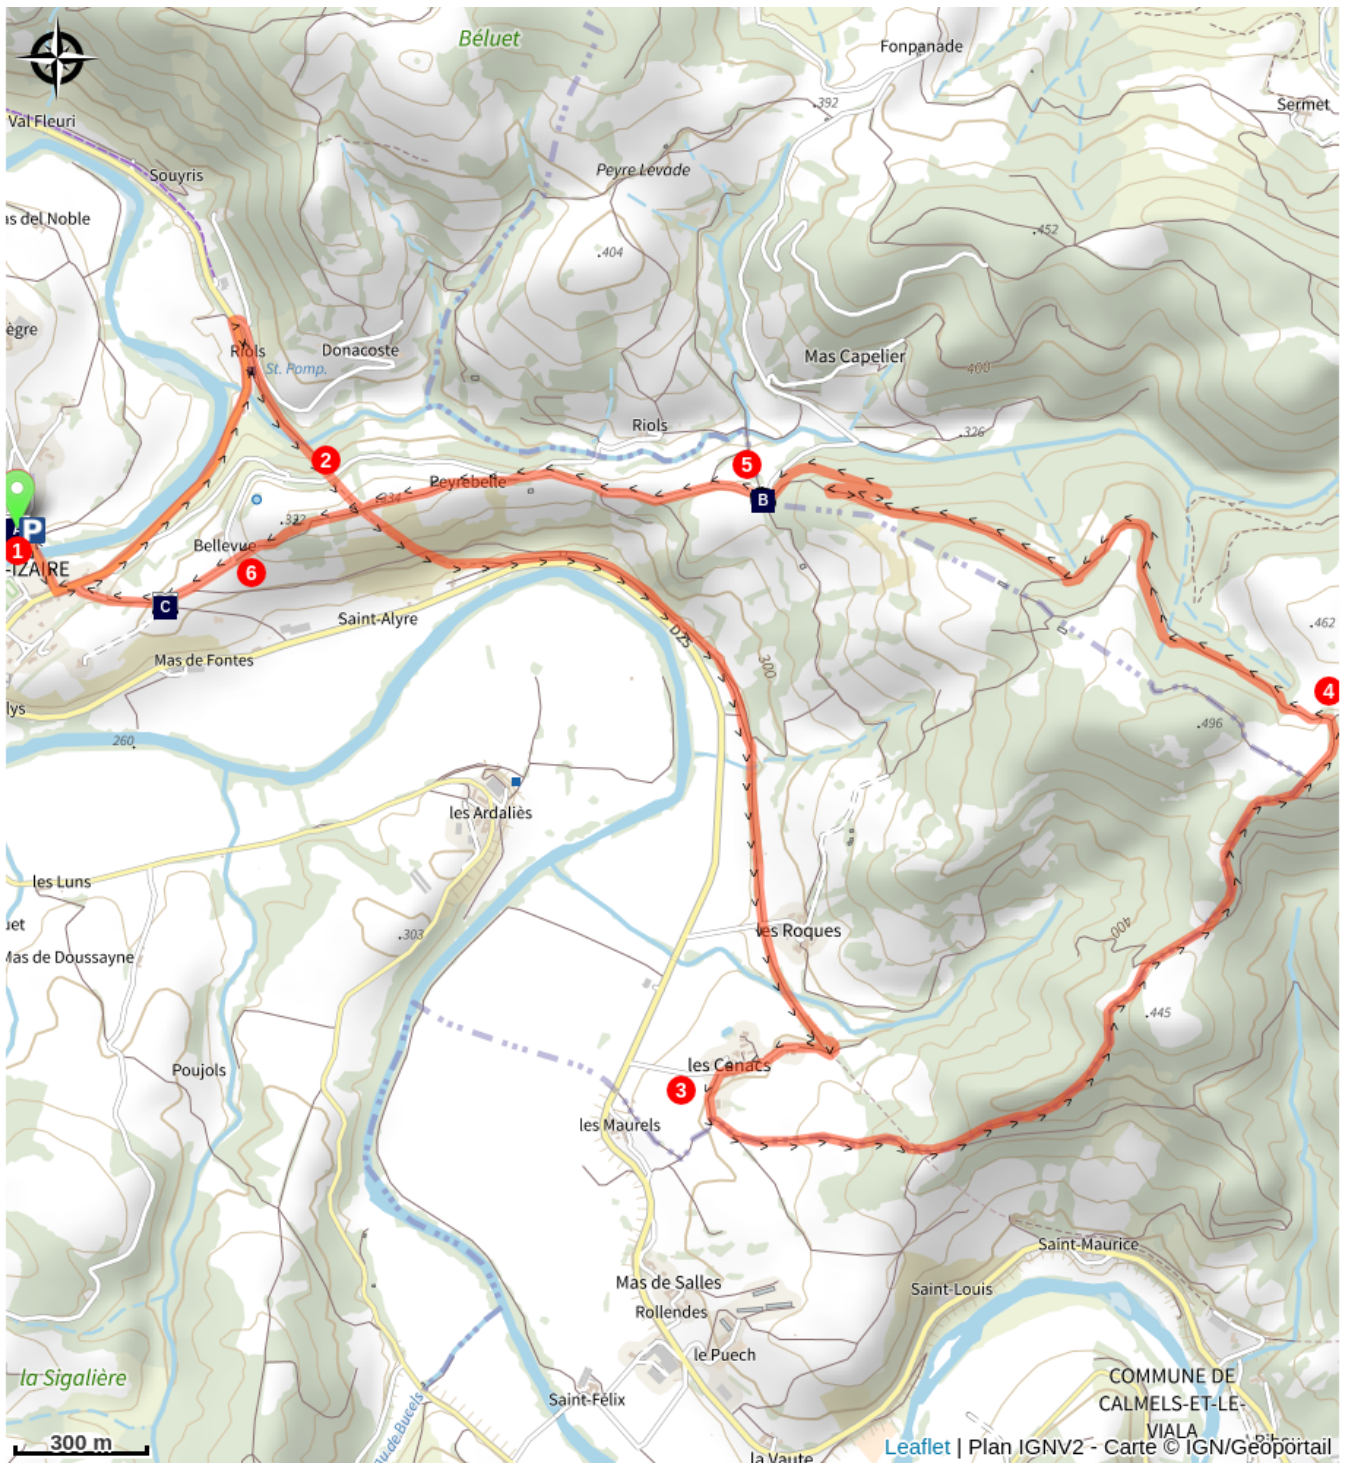 Béluet
Fonpanade
.392
Sermet
Val Fleuri
Souyris
Peyre Levade
as del Noble
.452
.404
ègre
Riols
Donacoste
St. Pomp.
Mas Capelier
400
Riols
.326
2
5
Peyrebelle
334
B
P
.332
1
Bellevue
-IZAIRE
6
C
Saint-Alyre
.462
D25
Mas de Fontes
300
4
lys
.496
260
les Ardaliès
les Luns
uet
.303
les Roques
400
Mas de Doussayne
.445
Poujols
les Canacs
3
les Maurels
Saint-Maurice
Mas de Salles
Saint-Louis
Rollendes
le Puech
la Sigalière
Saint-Félix
COMMUNE DE
CALMELS-ET-LE-
VIALA
au de Bucels
300 m
la Vaute
Leaflet | Plan IGNV2 - Carte © IGN/Geoportail